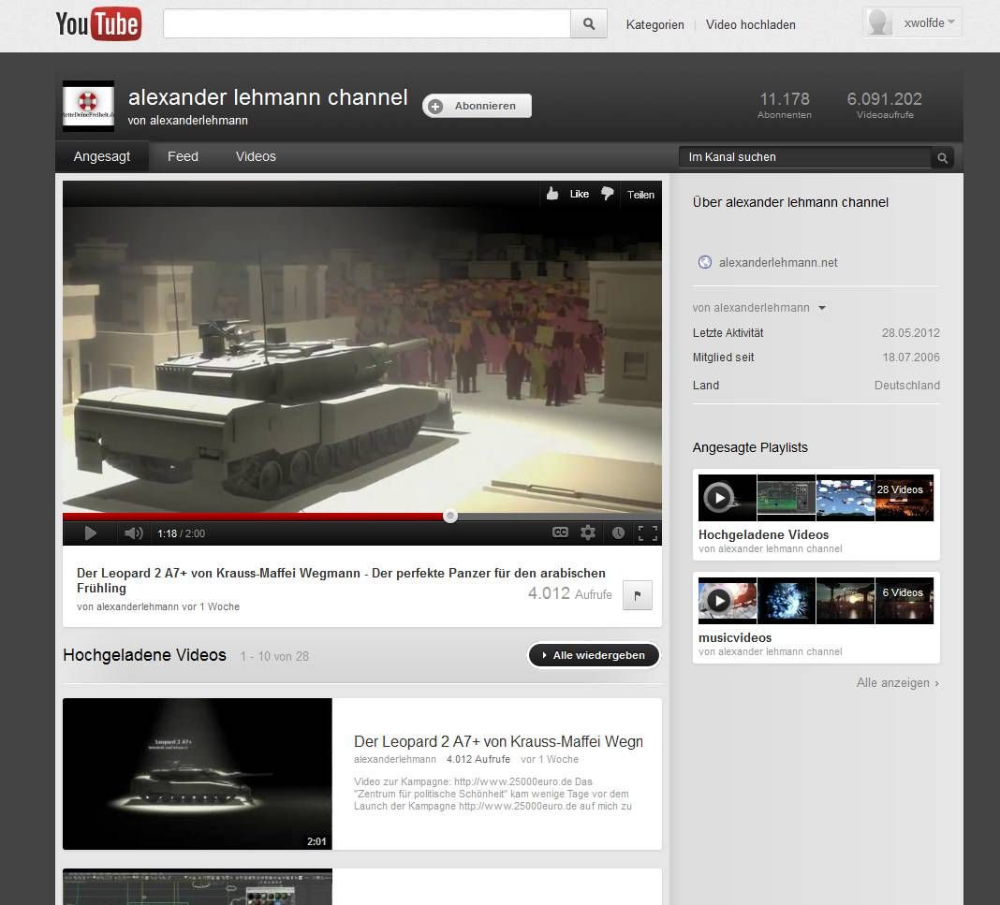 YouTube
Kategorien
Video hochladen
xwolfde
alexander lehmann channel
von alexanderlehmann
Abonnieren
11.178
Abonnenten
6.091.202
Videoaufrufe
Angesagt
Feed
Videos
Im Kanal suchen
Like
Teilen
CC
1:18 / 2:00
Der Leopard 2 A7+ von Krauss-Maffei Wegmann - Der perfekte Panzer für den arabischen
Frühling
von alexanderlehmann vor 1 Woche
4.012 Aufrufe
Hochgeladene Videos
1 - 10 von 28
Alle wiedergeben
Leopard 2 A7+
2:01
Der Leopard 2 A7+ von Krauss-Maffei Wegn
alexanderlehmann 4.012 Aufrufe vor 1 Woche
Video zur Kampagne: http://www.25000euro.de Das
"Zentrum für politische Schönheit" kam wenige Tage vor dem
Launch der Kampagne http://www.25000euro.de auf mich zu
Über alexander lehmann channel
alexanderlehmann.net
von alexanderlehmann
Letzte Aktivität 28.05.2012
Mitglied seit 18.07.2006
Land Deutschland
Angesagte Playlists
28 Videos
Hochgeladene Videos
von alexander lehmann channel
6 Videos
musicvideos
von alexander lehmann channel
Alle anzeigen ›